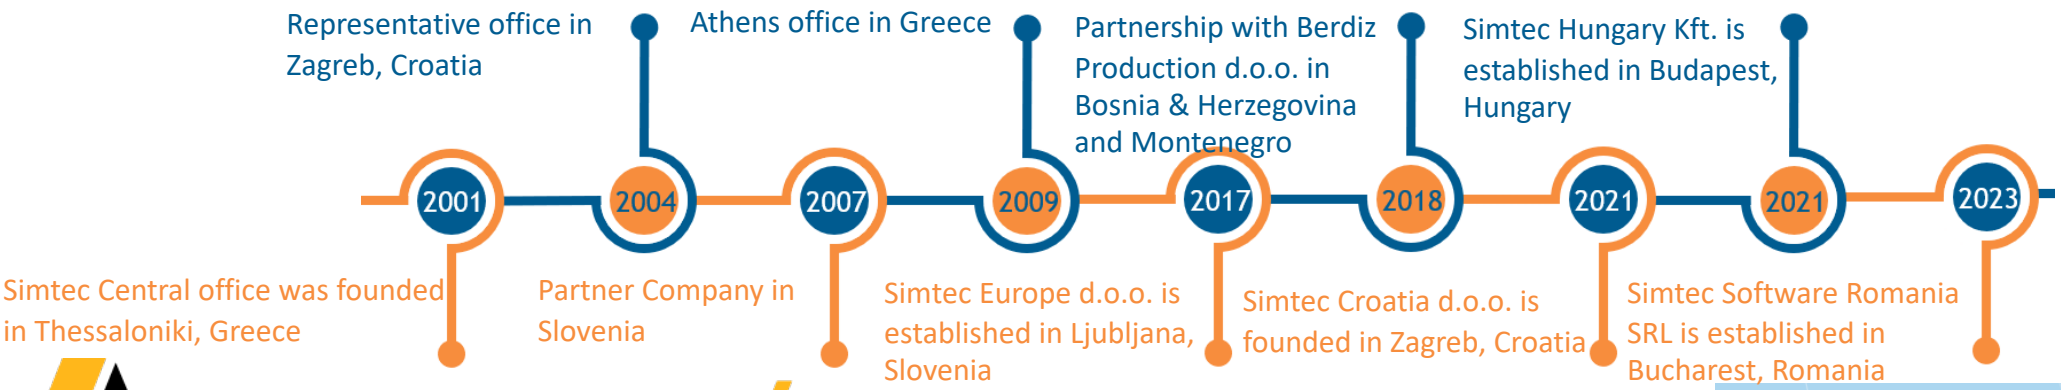 Representative office in
Zagreb, Croatia
Athens office in Greece
Partnership with Berdiz
Production d.o.o. in
Bosnia & Herzegovina
and Montenegro
Simtec Hungary Kft. is
established in Budapest,
Hungary
2001
2004
2007
2009
2017
2018
2021
2021
2023
Simtec Central office was founded
in Thessaloniki, Greece
Partner Company in
Slovenia
Simtec Europe d.o.o. is
established in Ljubljana,
Slovenia
Simtec Croatia d.o.o. is
founded in Zagreb, Croatia
Simtec Software Romania
SRL is established in
Bucharest, Romania